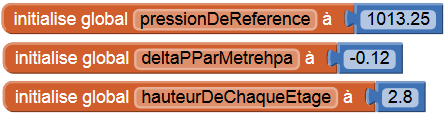 initialise global pressionDeReference à 1013.25
initialise global deltaPParMetrehpa à -0.12
initialise global hauteurDeChaqueEtage à 2.8